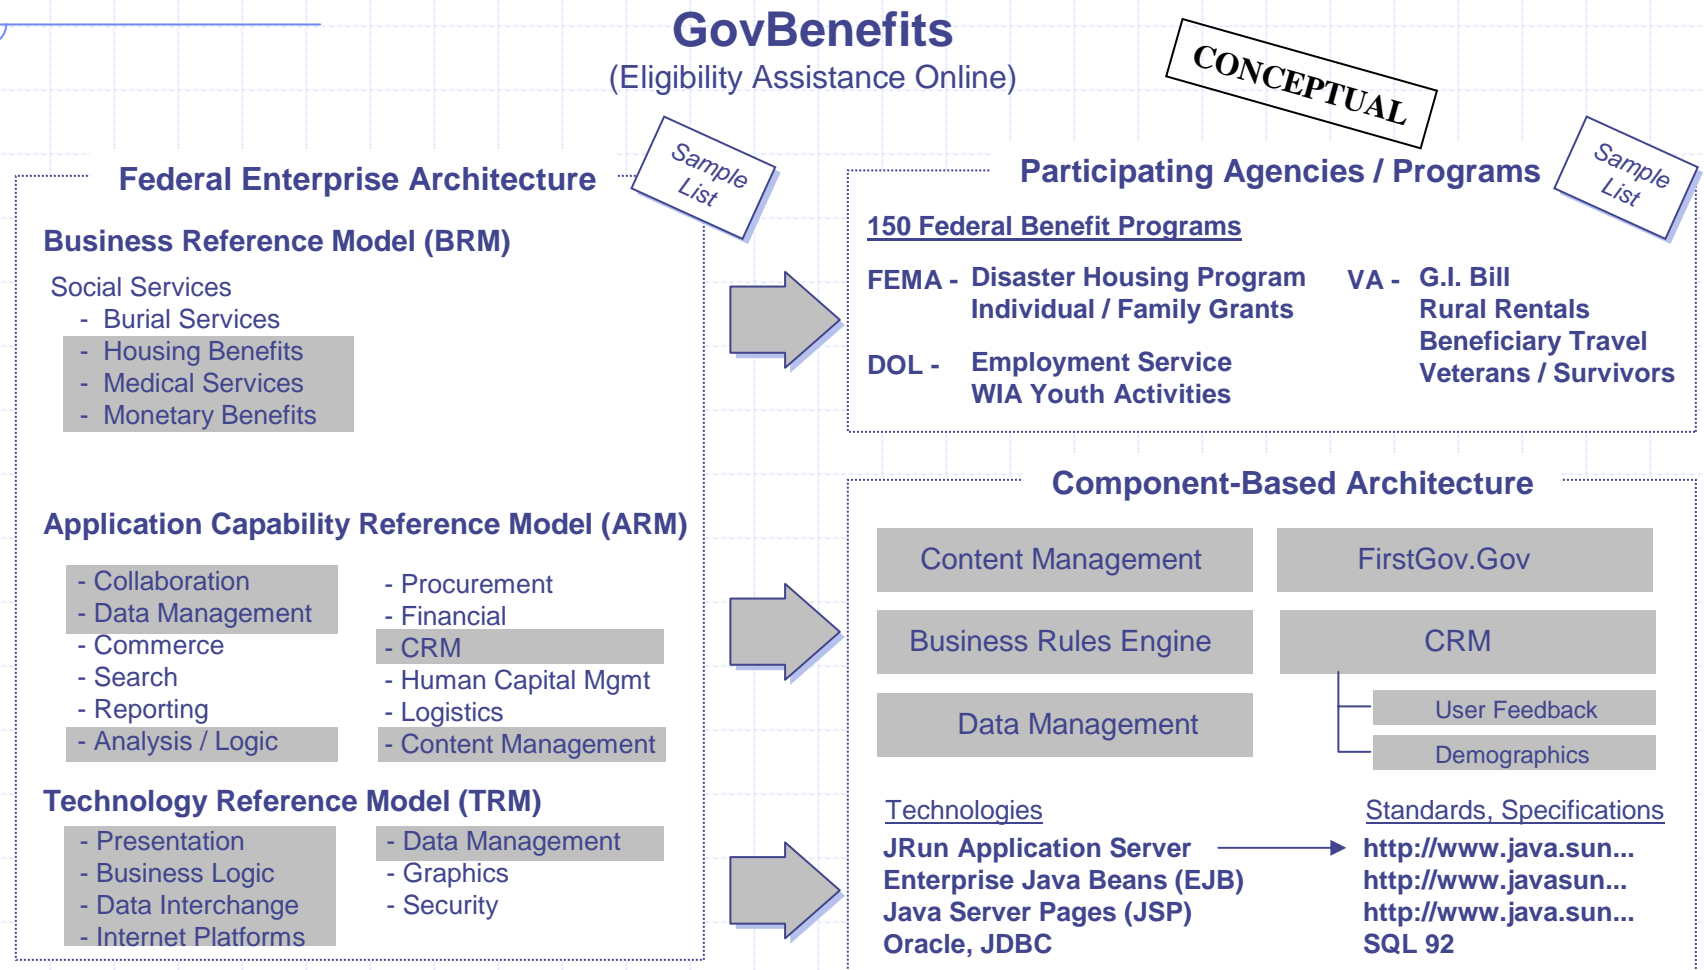 GovBenefits
(Eligibility Assistance Online)
CONCEPTUAL
Federal Enterprise Architecture
Sample
List
Business Reference Model (BRM)
Social Services
- Burial Services
- Housing Benefits
- Medical Services
- Monetary Benefits
Application Capability Reference Model (ARM)
- Collaboration
- Data Management
- Commerce
- Search
- Reporting
- Analysis / Logic
- Procurement
- Financial
- CRM
- Human Capital Mgmt
- Logistics
- Content Management
Technology Reference Model (TRM)
- Presentation
- Business Logic
- Data Interchange
- Internet Platforms
- Data Management
- Graphics
- Security
Participating Agencies / Programs
Sample
List
150 Federal Benefit Programs
FEMA - Disaster Housing Program
Individual / Family Grants
DOL - Employment Service
WIA Youth Activities
VA - G.I. Bill
Rural Rentals
Beneficiary Travel
Veterans / Survivors
Component-Based Architecture
Content Management
FirstGov.Gov
Business Rules Engine
CRM
Data Management
User Feedback
Demographics
Technologies
JRun Application Server
Enterprise Java Beans (EJB)
Java Server Pages (JSP)
Oracle, JDBC
Standards, Specifications
http://www.java.sun...
http://www.javasun...
http://www.java.sun...
SQL 92